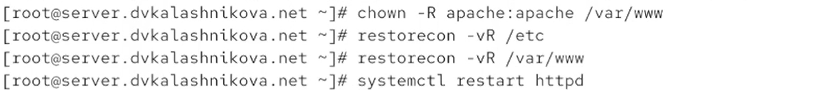 [root@server.dvkalashnikova.net ~]# chown -R apache:apache /var/www
[root@server.dvkalashnikova.net ~]# restorecon -vR /etc
[root@server.dvkalashnikova.net ~]# restorecon -vR /var/www
[root@server.dvkalashnikova.net ~]# systemctl restart httpd